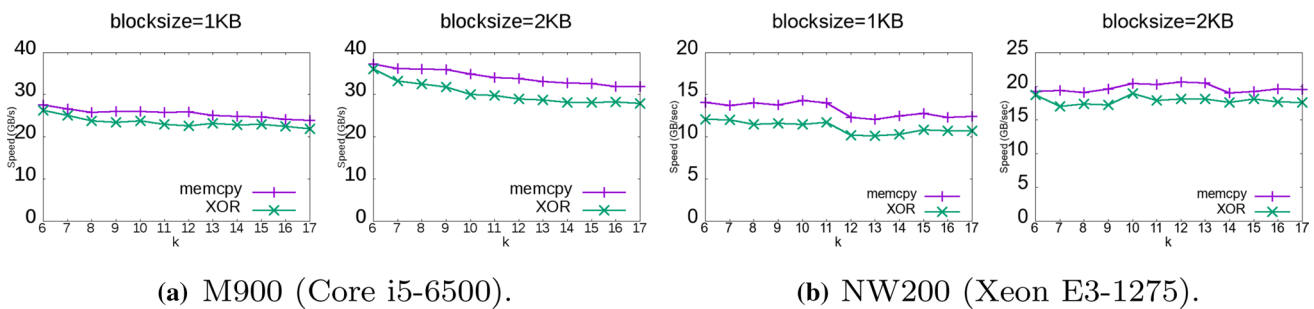 blocksize=1KB
40
30
20
10
0
Speed (GB/s)
memcpy
XOR
6 7 8 9 10 11 12 13 14 15 16 17
k
blocksize=2KB
40
30
20
10
0
Speed (GB/s)
memcpy
XOR
6 7 8 9 10 11 12 13 14 15 16 17
k
(a) M900 (Core i5-6500).
blocksize=1KB
20
15
10
5
0
Speed (GB/sec)
memcpy
XOR
6 7 8 9 10 11 12 13 14 15 16 17
k
blocksize=2KB
25
20
15
10
5
0
Speed (GB/sec)
memcpy
XOR
6 7 8 9 10 11 12 13 14 15 16 17
k
(b) NW200 (Xeon E3-1275).